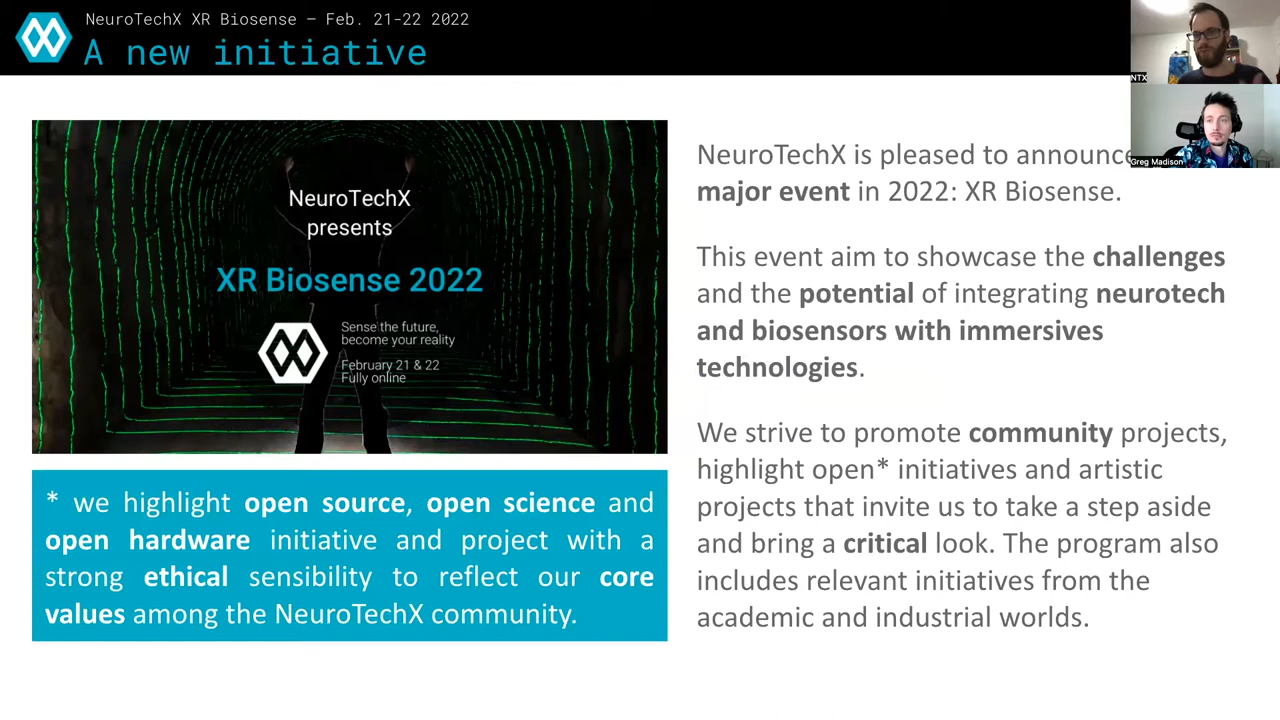 NeuroTechX XR Biosense – Feb. 21-22 2022
A new initiative
NTX
Greg Madison
NeuroTechX
presents
XR Biosense 2022
Sense the future,
become your reality
February 21 & 22
Fully online
* we highlight open source, open science and
open hardware initiative and project with a
strong ethical sensibility to reflect our core
values among the NeuroTechX community.
NeuroTechX is pleased to announce
major event in 2022: XR Biosense.
This event aim to showcase the challenges
and the potential of integrating neurotech
and biosensors with immersives
technologies.
We strive to promote community projects,
highlight open* initiatives and artistic
projects that invite us to take a step aside
and bring a critical look. The program also
includes relevant initiatives from the
academic and industrial worlds.